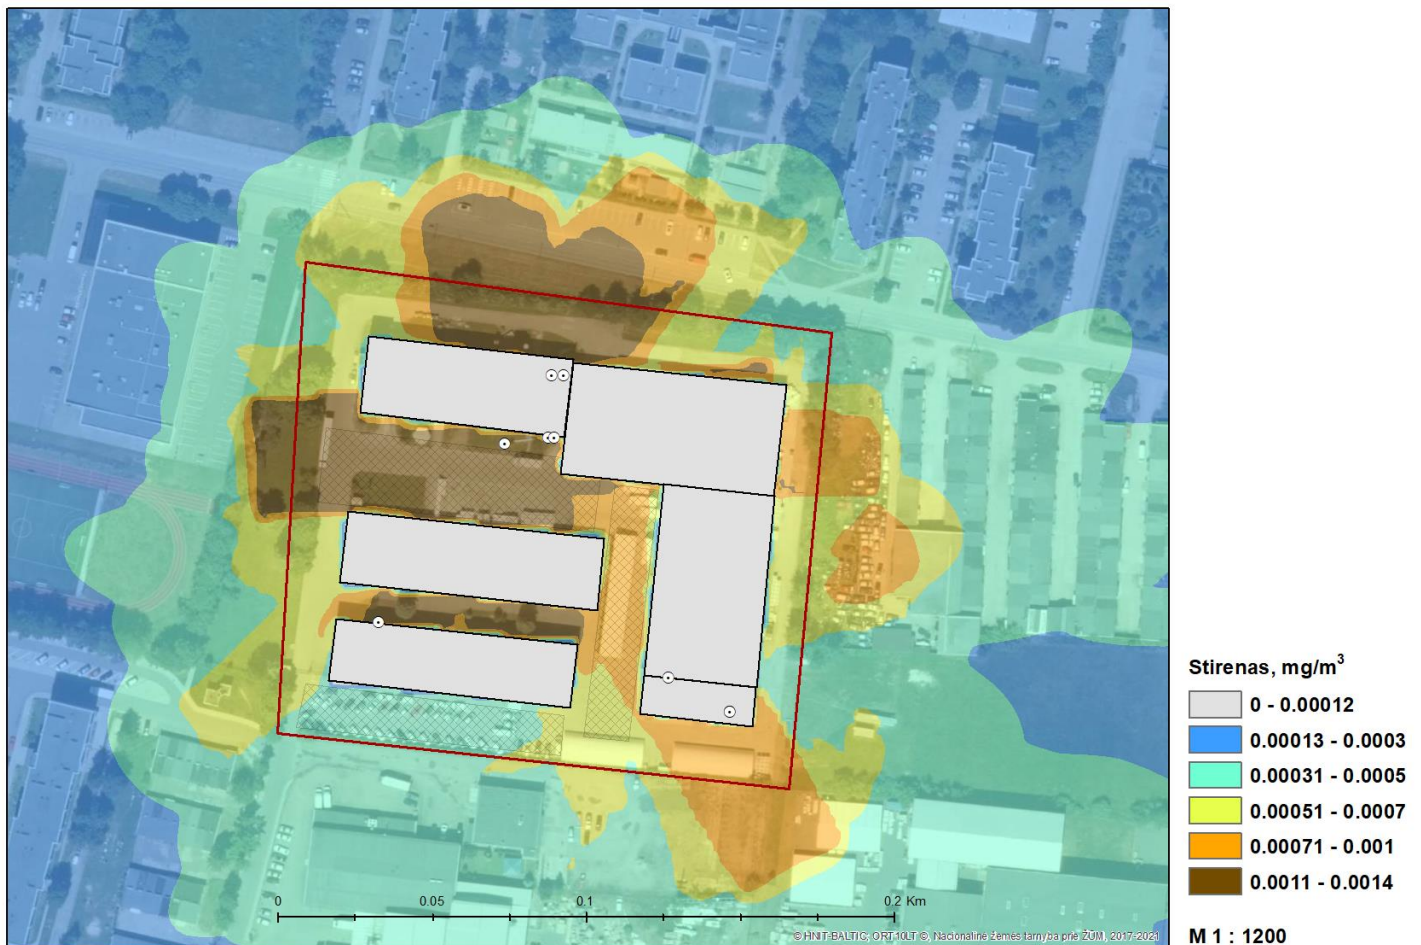 Stirenas, mg/m³
0 - 0.00012
0.00013 - 0.0003
0.00031 - 0.0005
0.00051 - 0.0007
0.00071 - 0.001
0.0011 - 0.0014
M 1 : 1200
0 0.05 0.1 0.2 Km
© HNIT-BALTIC, ORT10LT ©, Nacionalinė žemės tarnyba prie ŽŪM, 2017-2021